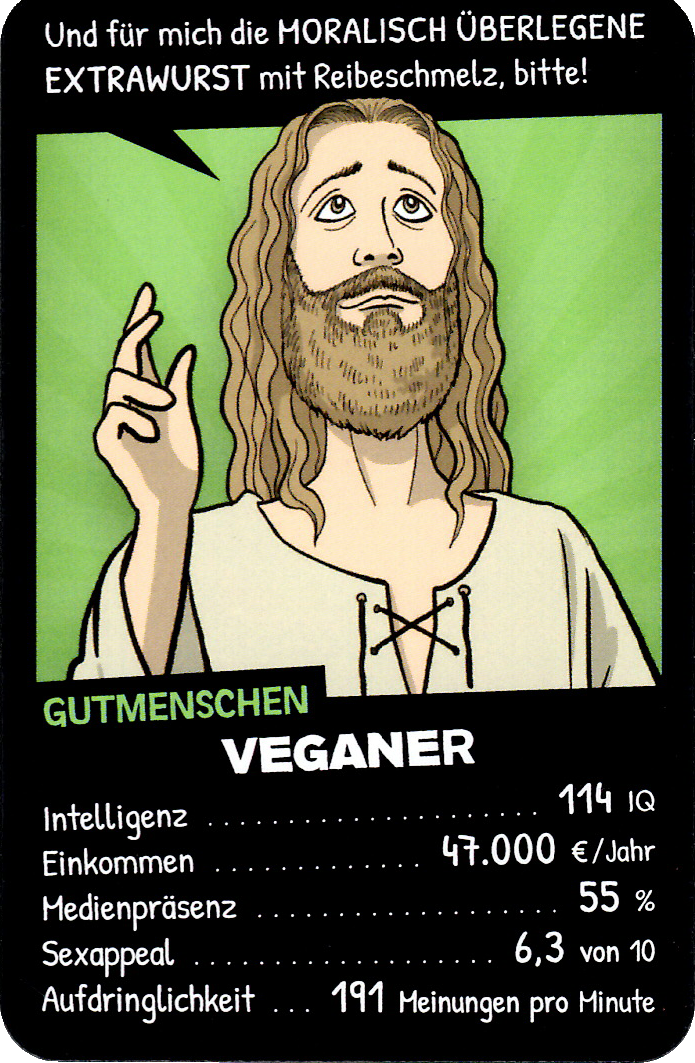 Und für mich die MORALISCH ÜBERLEGENE
EXTRAWURST mit Reibeschmelz, bitte!
GUTMENSCHEN
VEGANER
Intelligenz ........................ 114 IQ
Einkommen .............. 47.000 €/Jahr
Medienpräsenz .................... 55 %
Sexappeal ..................... 6,3 von 10
Aufdringlichkeit ... 191 Meinungen pro Minute